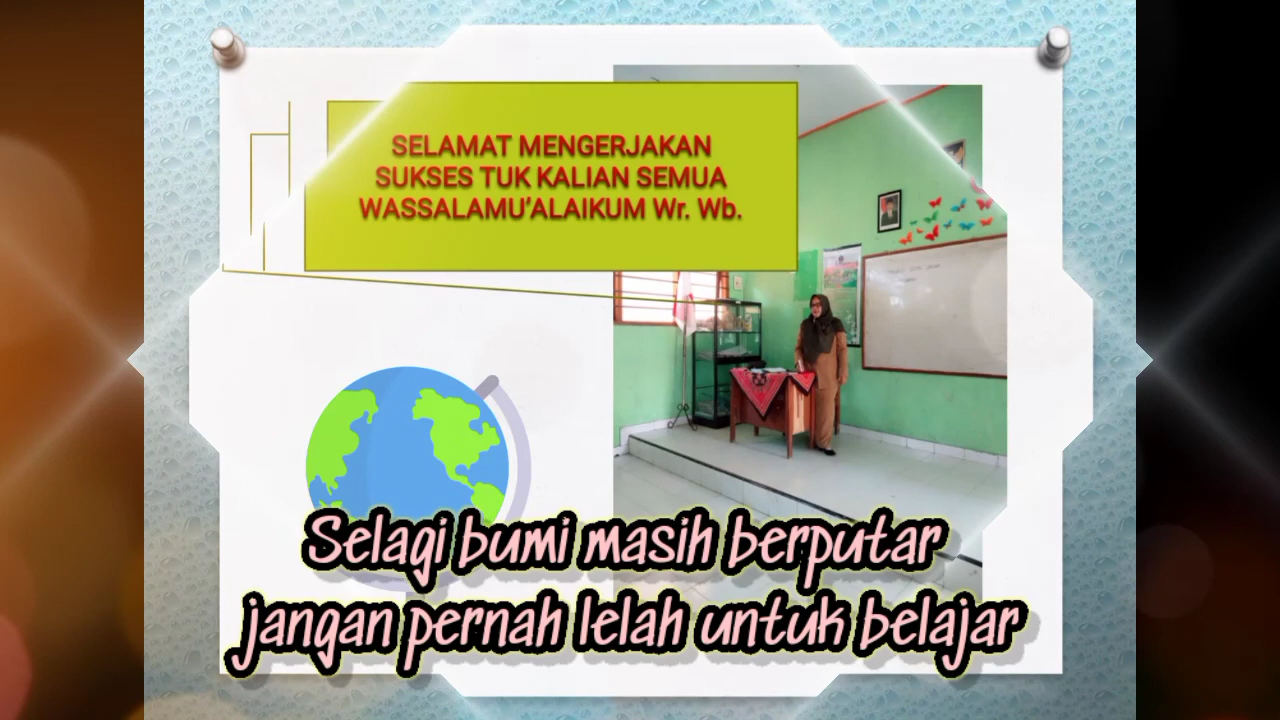 SELAMAT MENGERJAKAN
SUKSES TUK KALIAN SEMUA
WASSALAMU'ALAIKUM Wr. Wb.
Selagi bumi masih berputar
jangan pernah lelah untuk belajar